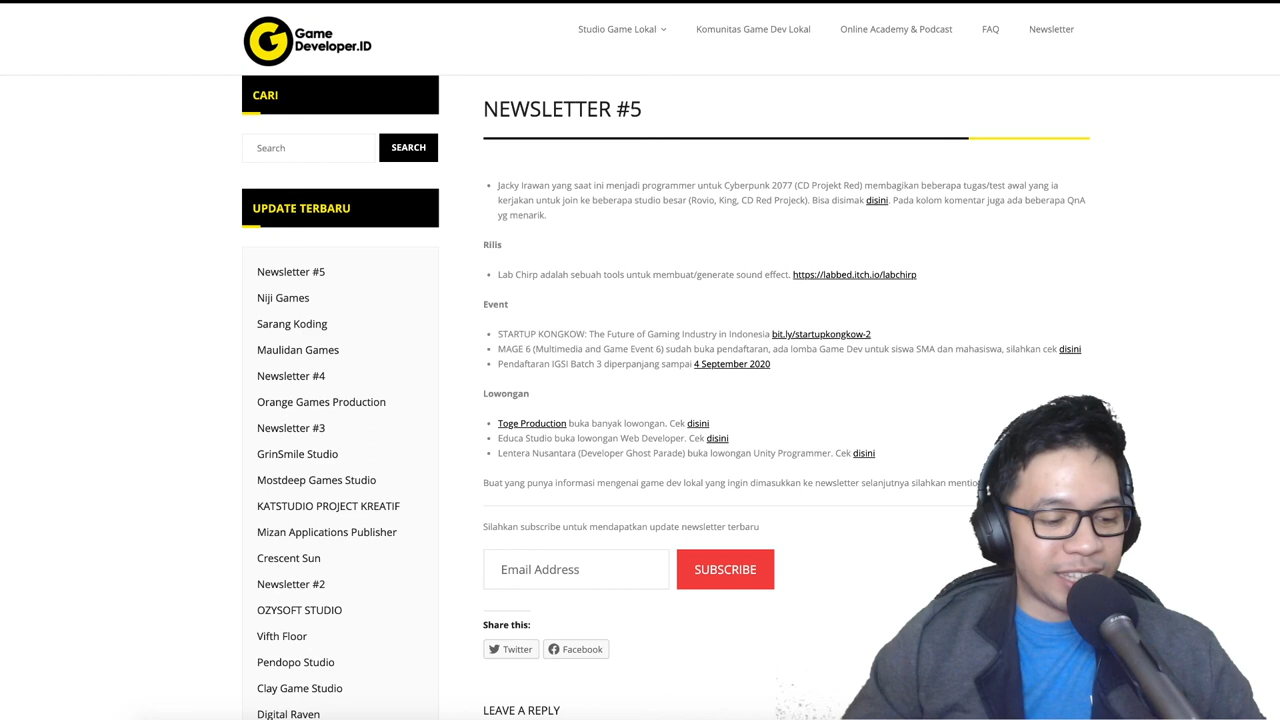 Game
Developer.ID
Studio Game Lokal
Komunitas Game Dev Lokal
Online Academy & Podcast
FAQ
Newsletter
CARI
Search
SEARCH
UPDATE TERBARU
Newsletter #5
Niji Games
Sarang Koding
Maulidan Games
Newsletter #4
Orange Games Production
Newsletter #3
GrinSmile Studio
Mostdeep Games Studio
KATSTUDIO PROJECT KREATIF
Mizan Applications Publisher
Crescent Sun
Newsletter #2
OZYSOFT STUDIO
Vifth Floor
Pendopo Studio
Clay Game Studio
Digital Raven
NEWSLETTER #5
Jacky Irawan yang saat ini menjadi programmer untuk Cyberpunk 2077 (CD Projekt Red) membagikan beberapa tugas/test awal yang ia
kerjakan untuk join ke beberapa studio besar (Rovio, King, CD Red Projeck). Bisa disimak disini. Pada kolom komentar juga ada beberapa QnA
yg menarik.
Rilis
Lab Chirp adalah sebuah tools untuk membuat/generate sound effect. https://labbed.itch.io/labchirp
Event
STARTUP KONGKOW: The Future of Gaming Industry in Indonesia bit.ly/startupkongkow-2
MAGE 6 (Multimedia and Game Event 6) sudah buka pendaftaran, ada lomba Game Dev untuk siswa SMA dan mahasiswa, silahkan cek disini
Pendaftaran IGSI Batch 3 diperpanjang sampai 4 September 2020
Lowongan
Toge Production buka banyak lowongan. Cek disini
Educa Studio buka lowongan Web Developer. Cek disini
Lentera Nusantara (Developer Ghost Parade) buka lowongan Unity Programmer. Cek disini
Buat yang punya informasi mengenai game dev lokal yang ingin dimasukkan ke newsletter selanjutnya silahkan mentio
Silahkan subscribe untuk mendapatkan update newsletter terbaru
Email Address
SUBSCRIBE
Share this:
Twitter
Facebook
LEAVE A REPLY